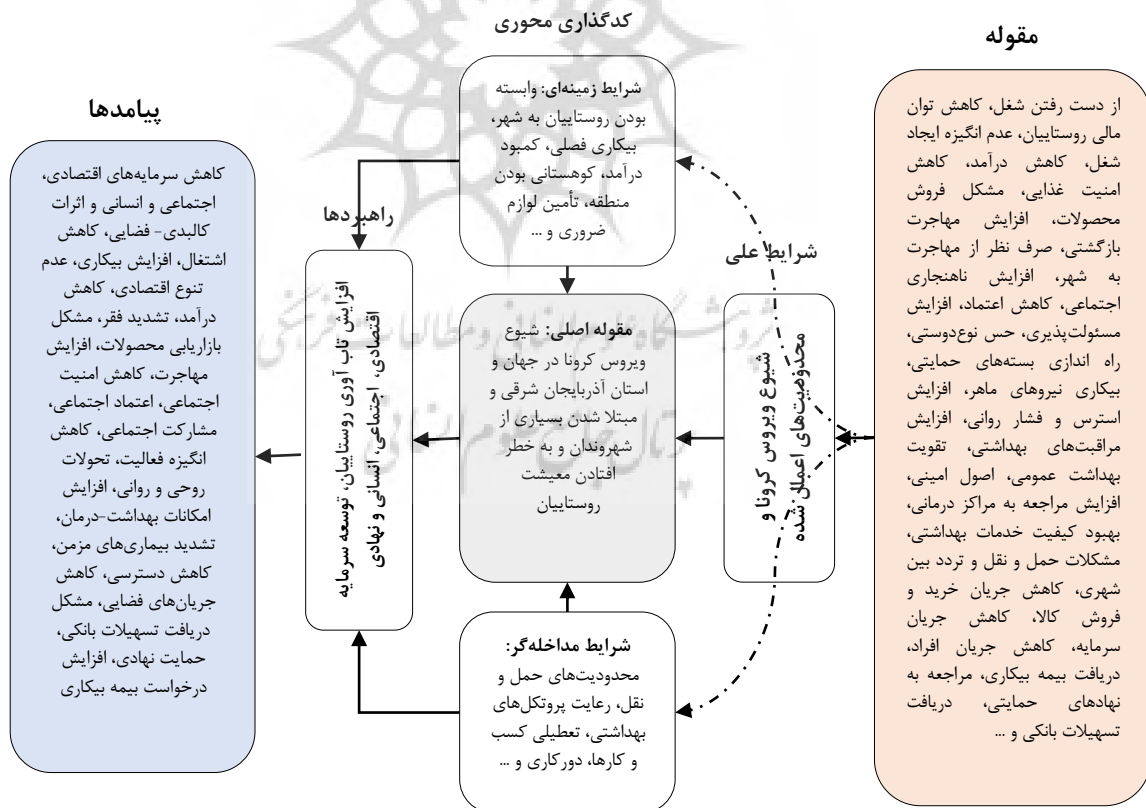 کدگذاری محوری
مقوله
از دست رفتن شغل، کاهش توان
مالی روستاییان، عدم انگیزه ایجاد
شغل، کاهش درآمد، کاهش
امنیت غذایی، مشکل فروش
محصولات، افزایش مهاجرت
بازگشتی، صرف نظر از مهاجرت
به شهر، افزایش ناهنجاری
اجتماعی، کاهش اعتماد، افزایش
مسئولت‌پذیری، حس نوع‌دوستی،
راه اندازی بسته‌های حمایتی،
بیکاری نیروهای ماهر، افزایش
استرس و فشار روانی، افزایش
مراقبت‌های بهداشتی، تقویت
بهداشت عمومی، اصول امینی،
افزایش مراجعه به مراکز درمانی،
بهبود کیفیت خدمات بهداشتی،
مشکلات حمل و نقل و تردد بین
شهری، کاهش جریان خرید و
فروش کالا، کاهش جریان
سرمایه، کاهش جریان افراد،
دریافت بیمه بیکاری، مراجعه به
نهادهای حمایتی، دریافت
تسهیلات بانکی و ...
شرایط علی
شیوع ویروس کرونا و
محدودیت‌های اعمال شده
شرایط زمینه‌ای: وابسته
بودن روستاییان به شهر،
بیکاری فصلی، کمبود
درآمد، کوهستانی بودن
منطقه، تأمین لوازم
ضروری و ...
مقوله اصلی: شیوع
ویروس کرونا در جهان و
استان آذربایجان شرقی و
مبتلا شدن بسیاری از
شهروندان و به خطر
افتادن معیشت
روستاییان
شرایط مداخله‌گر:
محدودیت‌های حمل و
نقل، رعایت پروتکل‌های
بهداشتی، تعطیلی کسب
و کارها، دورکاری و ...
راهبردها
افزایش تاب آوری روستاییان، توسعه سرمایه
اقتصادی، اجتماعی، انسانی و نهادی
پیامدها
کاهش سرمایه‌های اقتصادی،
اجتماعی و انسانی و اثرات
کالبدی- فضایی، کاهش
اشتغال، افزایش بیکاری، عدم
تنوع اقتصادی، کاهش
درآمد، تشدید فقر، مشکل
بازاریابی محصولات، افزایش
مهاجرت، کاهش امنیت
اجتماعی، اعتماد اجتماعی،
مشارکت اجتماعی، کاهش
انگیزه فعالیت، تحولات
روحی و روانی، افزایش
امکانات بهداشت-درمان،
تشدید بیماری‌های مزمن،
کاهش دسترسی، کاهش
جریان‌های فضایی، مشکل
دریافت تسهیلات بانکی،
حمایت نهادی، افزایش
درخواست بیمه بیکاری
پژوهشگاه علوم انسانی و مطالعات فرهنگی
پرتال جامع علوم انسانی